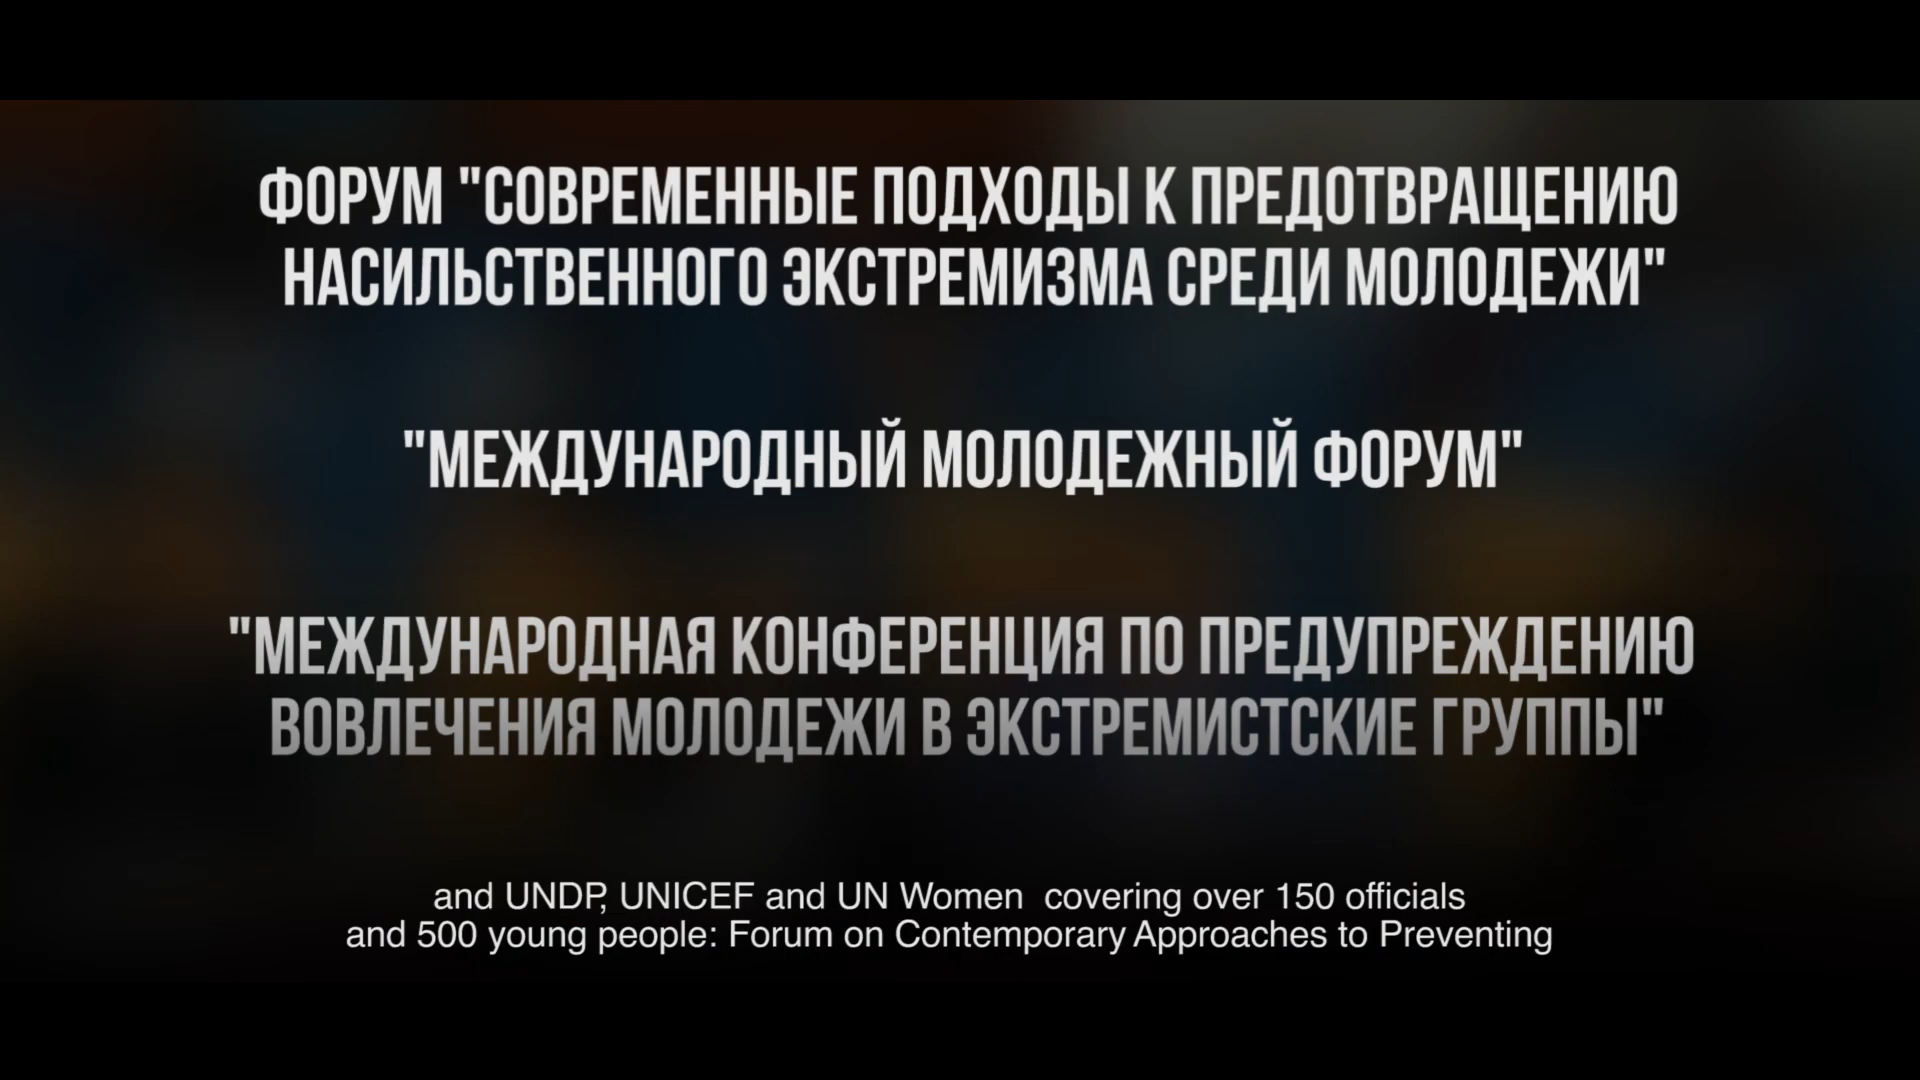 ФОРУМ "СОВРЕМЕННЫЕ ПОДХОДЫ К ПРЕДОТВРАЩЕНИЮ
НАСИЛЬСТВЕННОГО ЭКСТРЕМИЗМА СРЕДИ МОЛОДЕЖИ"
"МЕЖДУНАРОДНЫЙ МОЛОДЕЖНЫЙ ФОРУМ"
"МЕЖДУНАРОДНАЯ КОНФЕРЕНЦИЯ ПО ПРЕДУПРЕЖДЕНИЮ
ВОВЛЕЧЕНИЯ МОЛОДЕЖИ В ЭКСТРЕМИСТСКИЕ ГРУППЫ"
and UNDP, UNICEF and UN Women covering over 150 officials
and 500 young people: Forum on Contemporary Approaches to Preventing